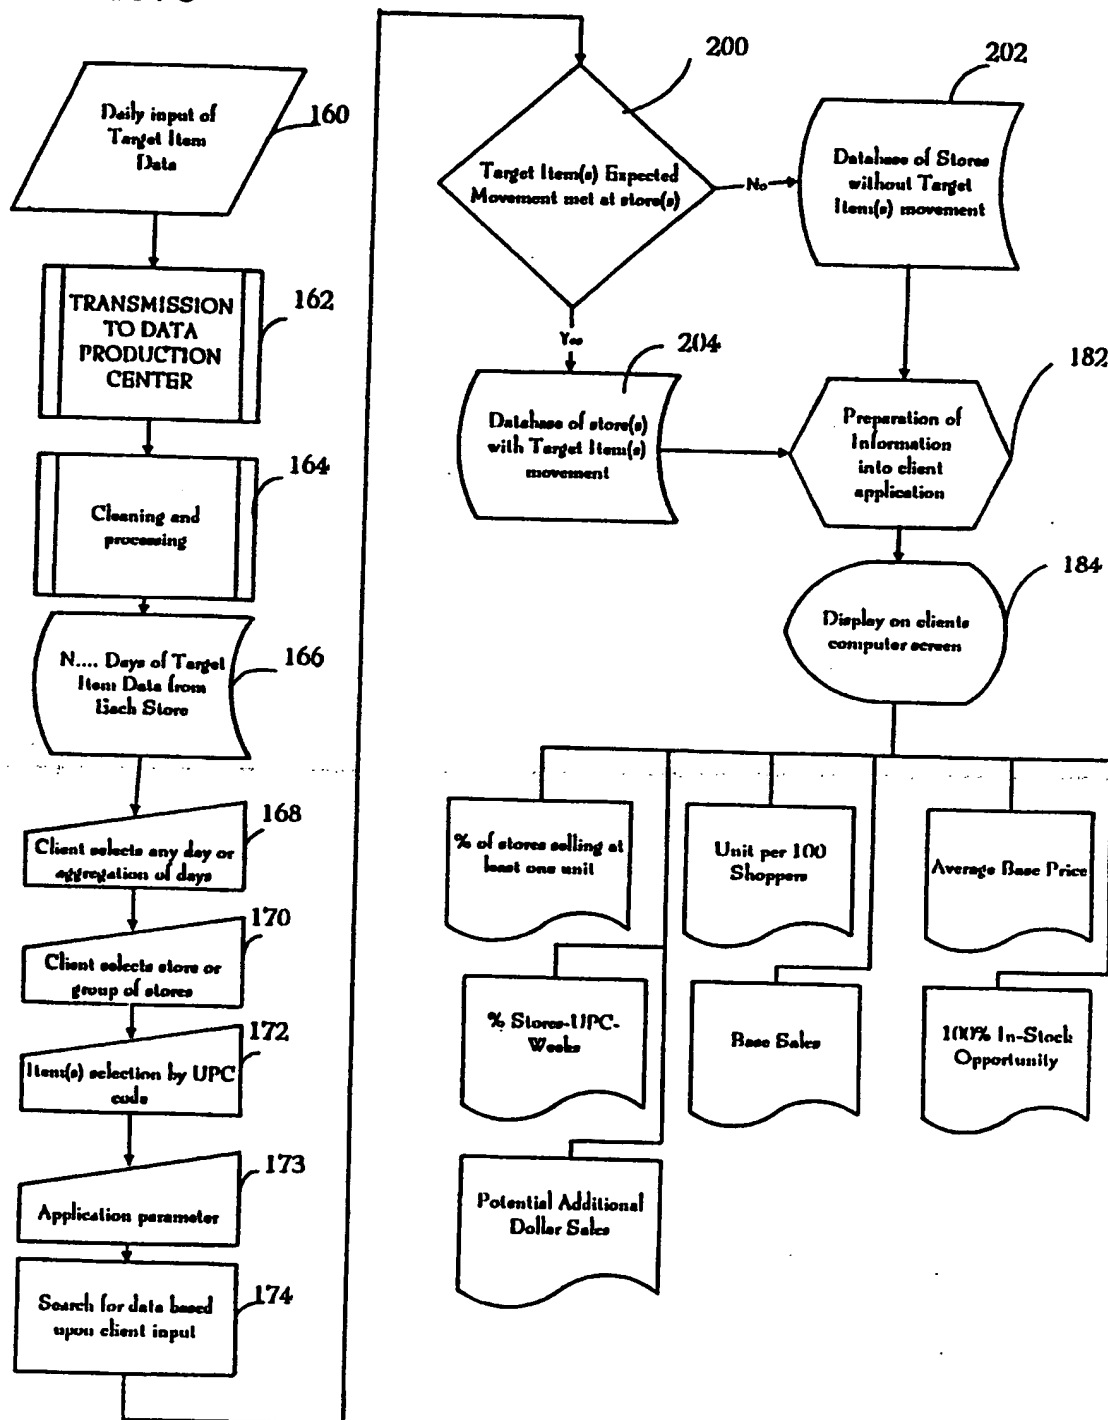 Daily input of
Target Item
Data
160
TRANSMISSION
TO DATA
PRODUCTION
CENTER
162
Cleaning and
processing
164
N.... Days of Target
Item Data from
Each Store
166
Client selects any day or
aggregation of days
168
Client selects store or
group of stores
170
Item(s) selection by UPC
code
172
Application parameter
173
Search for data based
upon client input
174
Target Item(s) Expected
Movement met at store(s)
200
No
Yes
Database of Stores
without Target
Item(s) movement
202
Database of store(s)
with Target Item(s)
movement
204
Preparation of
Information
into client
application
182
Display on clients
computer screen
184
% of stores selling at
least one unit
Unit per 100
Shoppers
Average Base Price
% Stores-UPC-
Weeks
Base Sales
100% In-Stock
Opportunity
Potential Additional
Dollar Sales